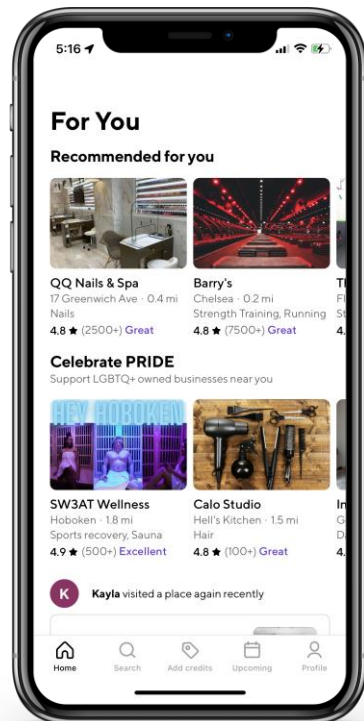 5:16
For You
Recommended for you
QQ Nails & Spa
17 Greenwich Ave · 0.4 mi
Nails
4.8 ★ (2500+) Great
Barry's
Chelsea · 0.2 mi
Strength Training, Running
4.8 ★ (7500+) Great
Celebrate PRIDE
Support LGBTQ+ owned businesses near you
HEY HOBOKEN
SW3AT Wellness
Hoboken · 1.8 mi
Sports recovery, Sauna
4.9 ★ (500+) Excellent
Calo Studio
Hell's Kitchen · 1.5 mi
Hair
4.8 ★ (100+) Great
K
Kayla visited a place again recently
Home
Search
Add credits
Upcoming
Profile